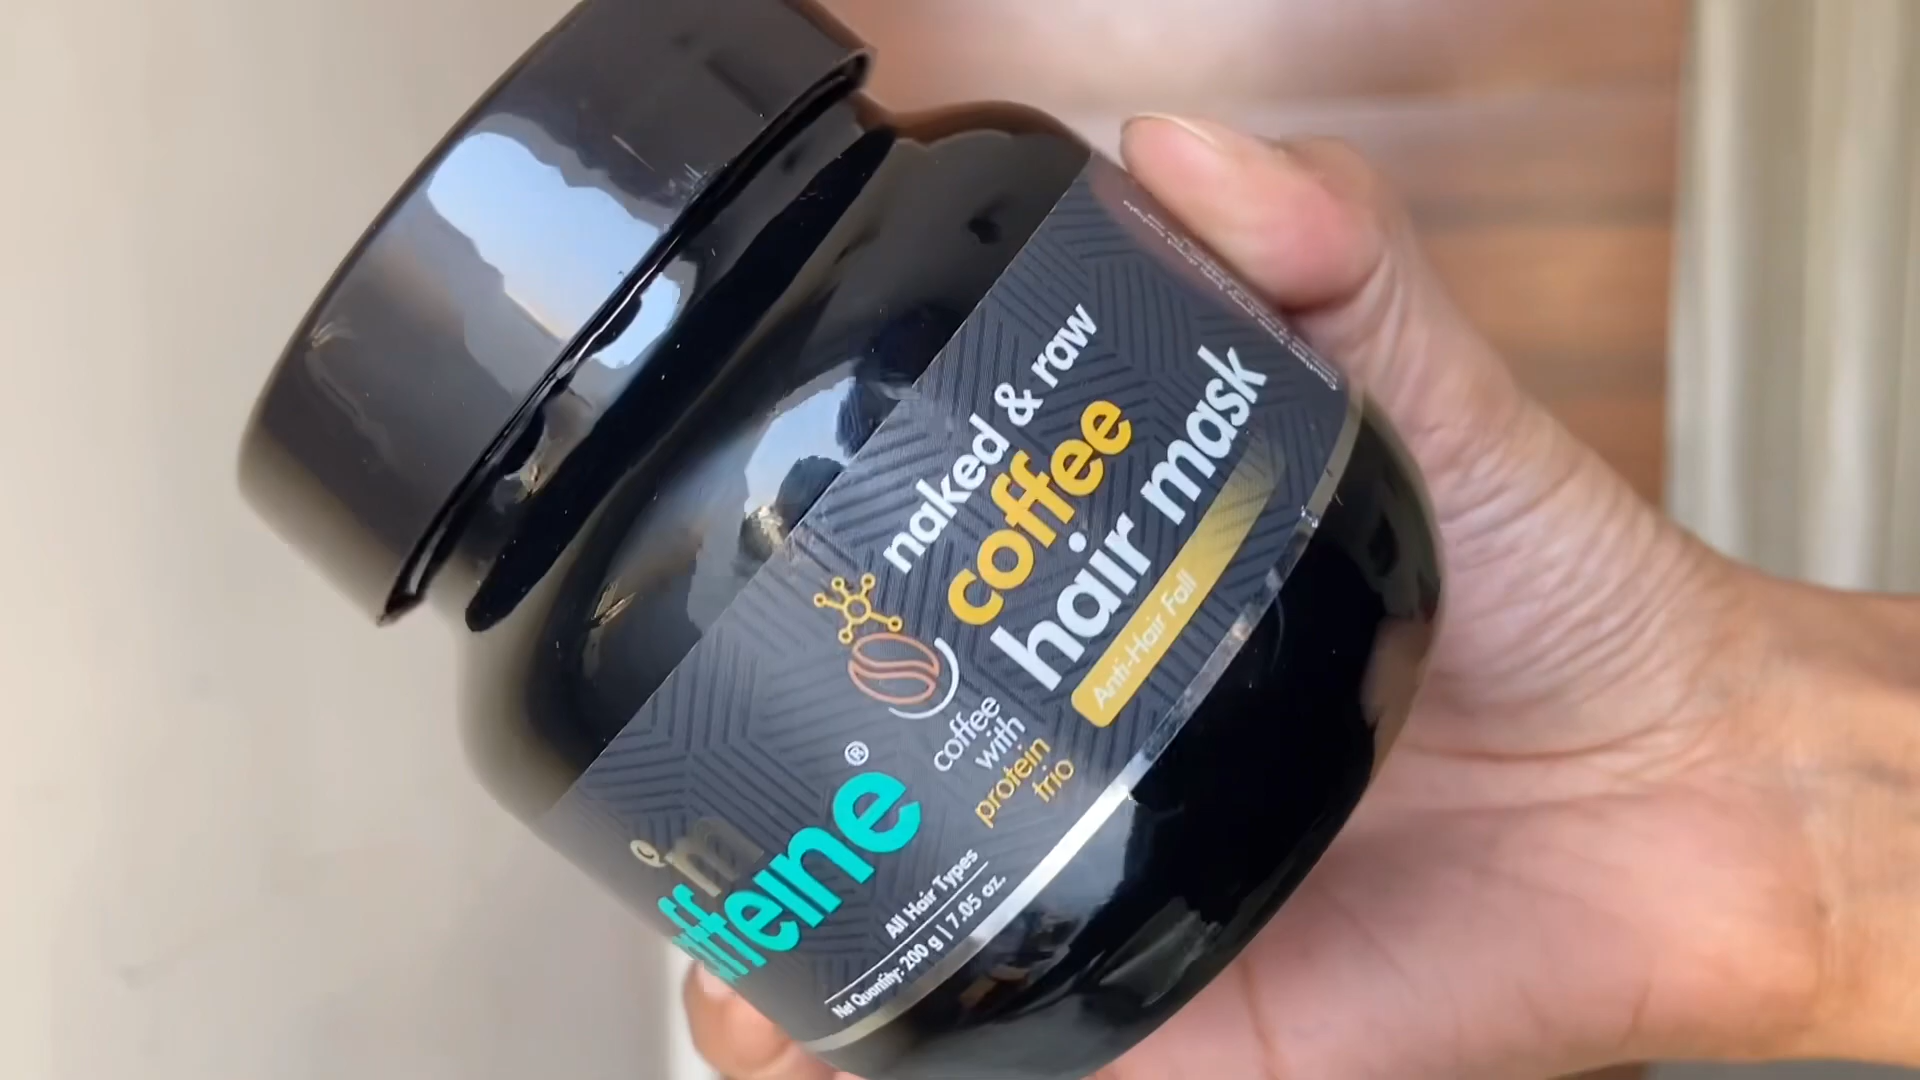 naked & raw
coffee
hair mask
Anti-Hair Fall
coffee
with
protein
trio
m
ffeine®
All Hair Types
Net Quantity: 200 g | 7.05 oz.